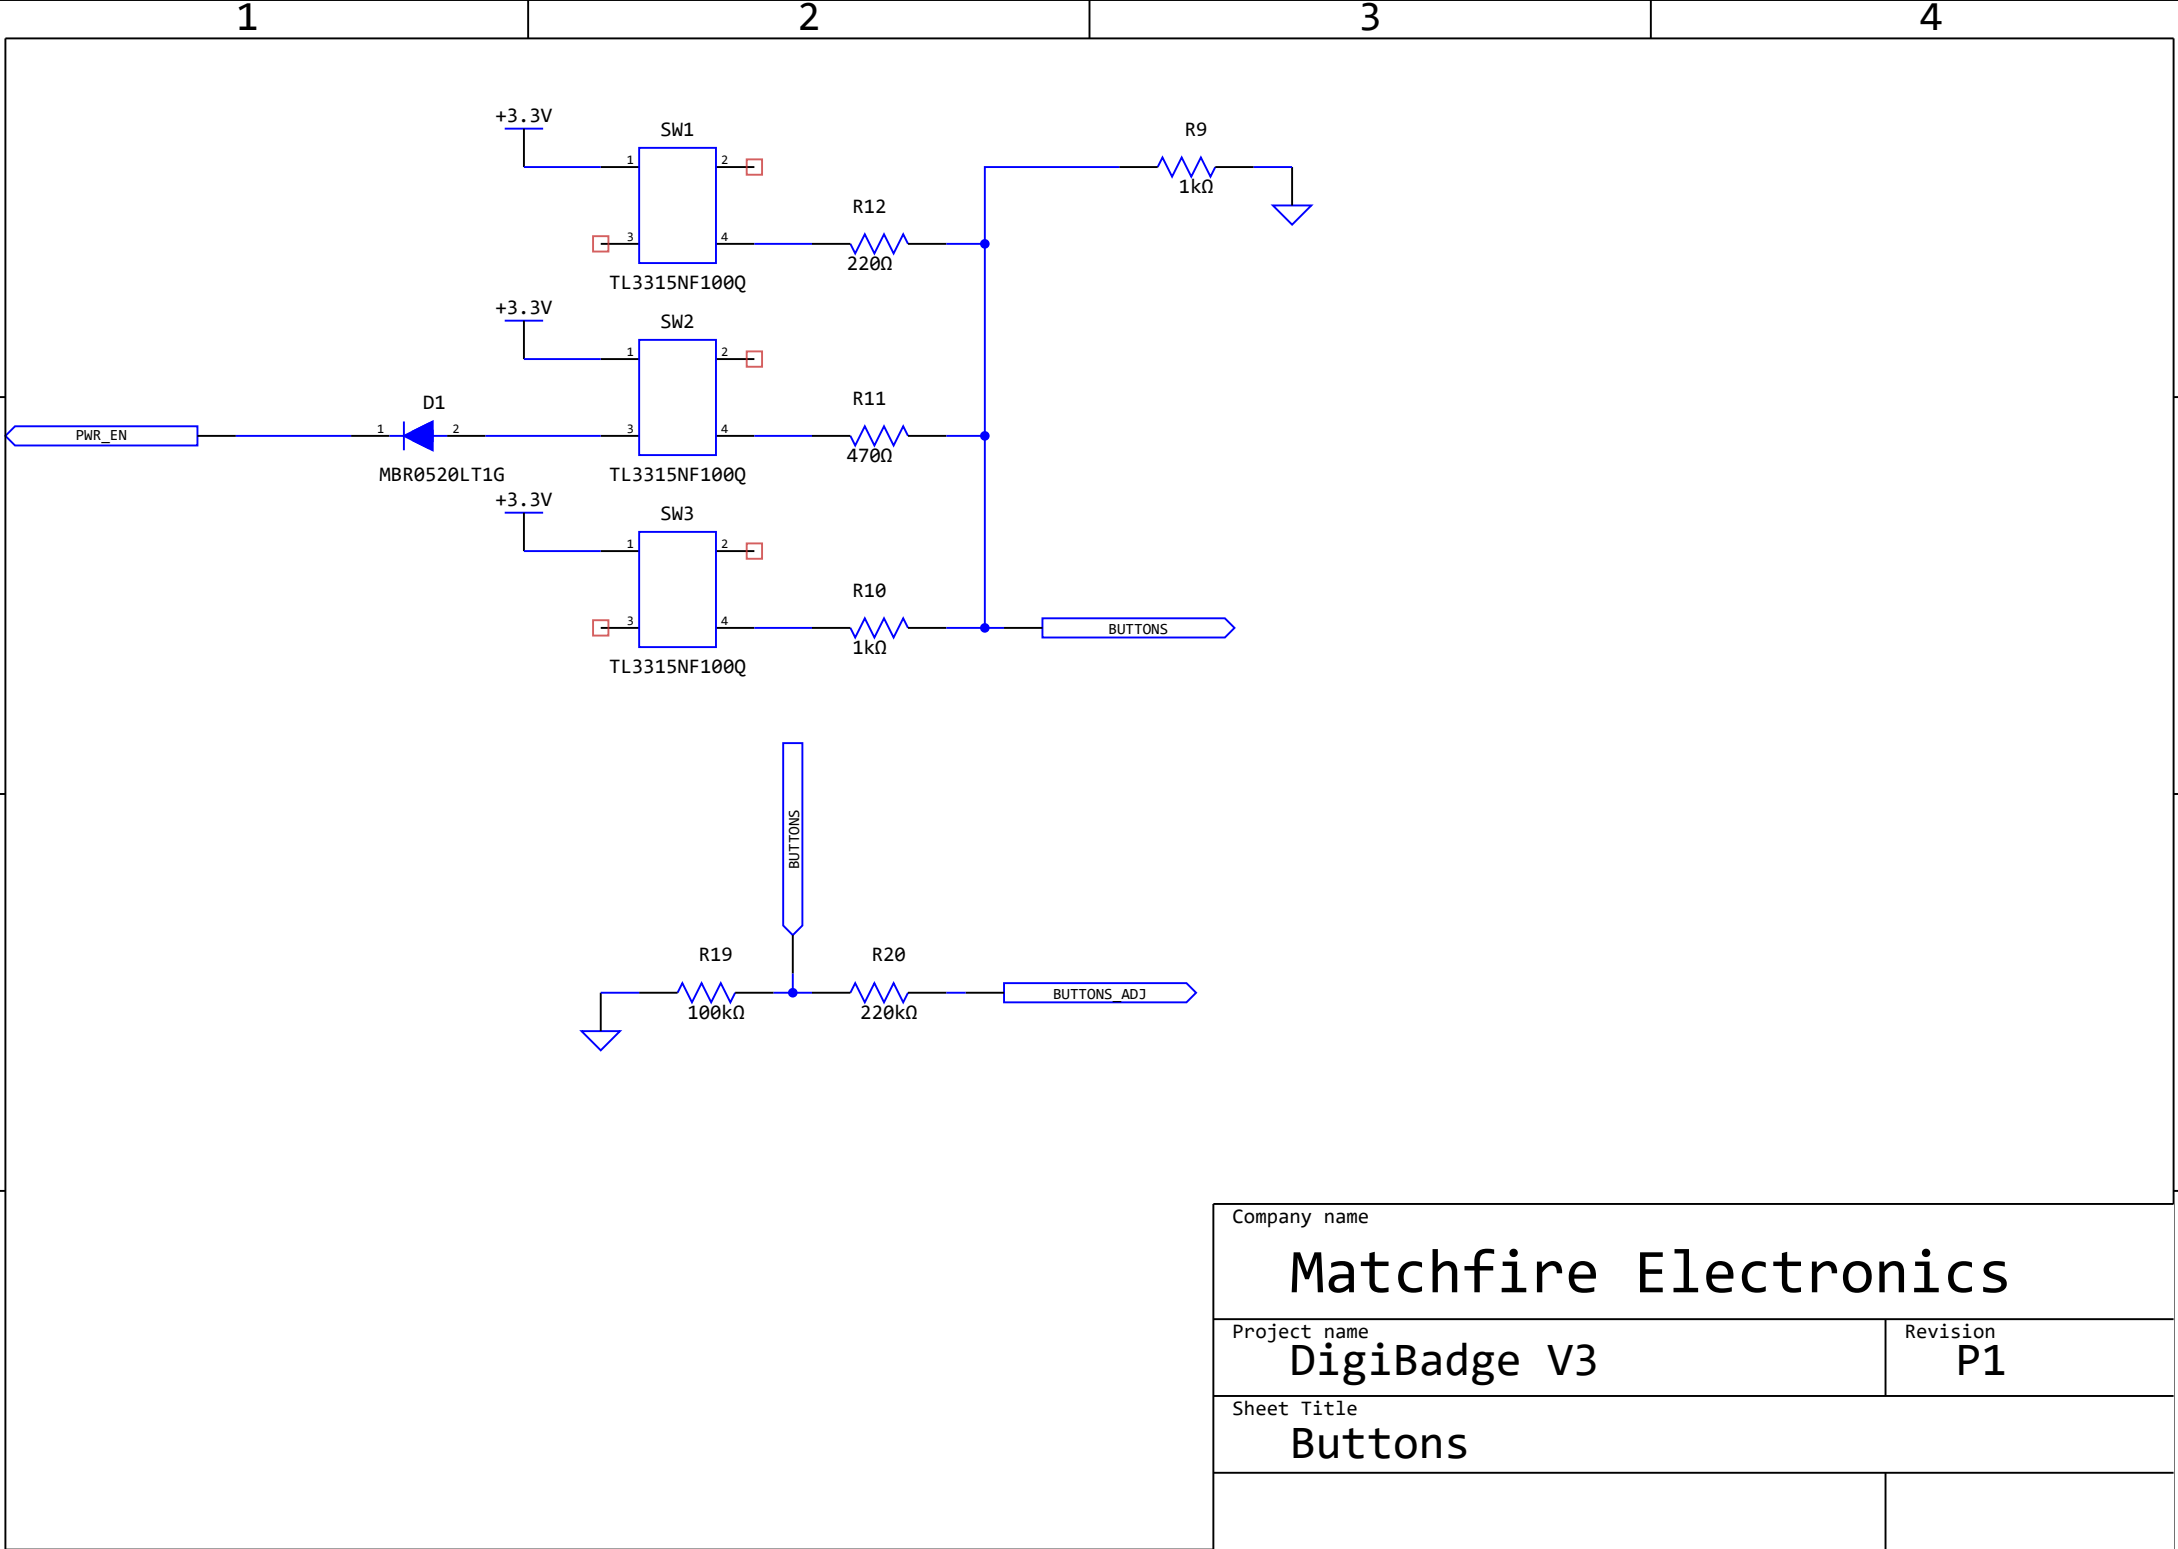 1 2 3 4
+3.3V
SW1
1 2
3 4
TL3315NF100Q
R12
220Ω
R9
1kΩ
+3.3V
SW2
1 2
3 4
TL3315NF100Q
R11
470Ω
PWR_EN
D1
1 2
MBR0520LT1G
+3.3V
SW3
1 2
3 4
TL3315NF100Q
R10
1kΩ
BUTTONS
BUTTONS
R19
100kΩ
R20
220kΩ
BUTTONS_ADJ
Company name
Matchfire Electronics
Project name
DigiBadge V3
Revision
P1
Sheet Title
Buttons